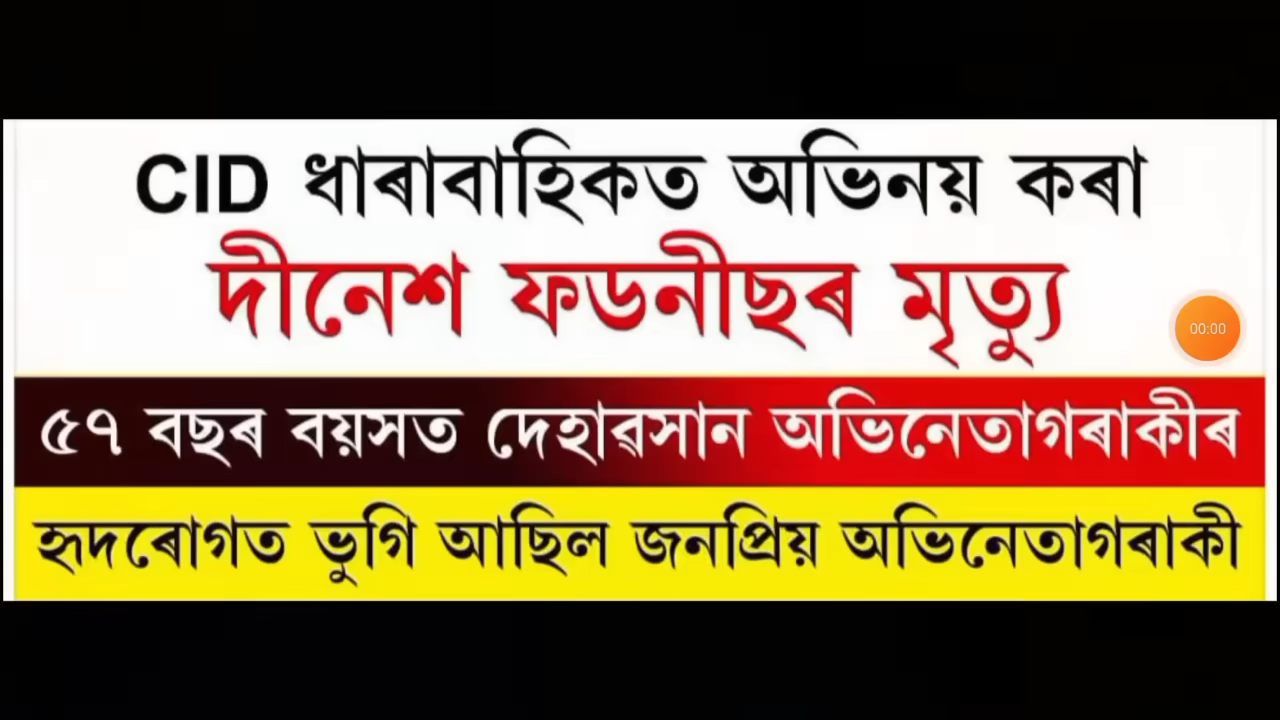 CID ধাৰাবাহিকত অভিনয় কৰা
দীনেশ ফডনীছৰ মৃত্যু
00:00
৫৭ বছৰ বয়সত দেহাৱসান অভিনেতাগৰাকীৰ
হৃদৰোগত ভুগি আছিল জনপ্ৰিয় অভিনেতাগৰাকী